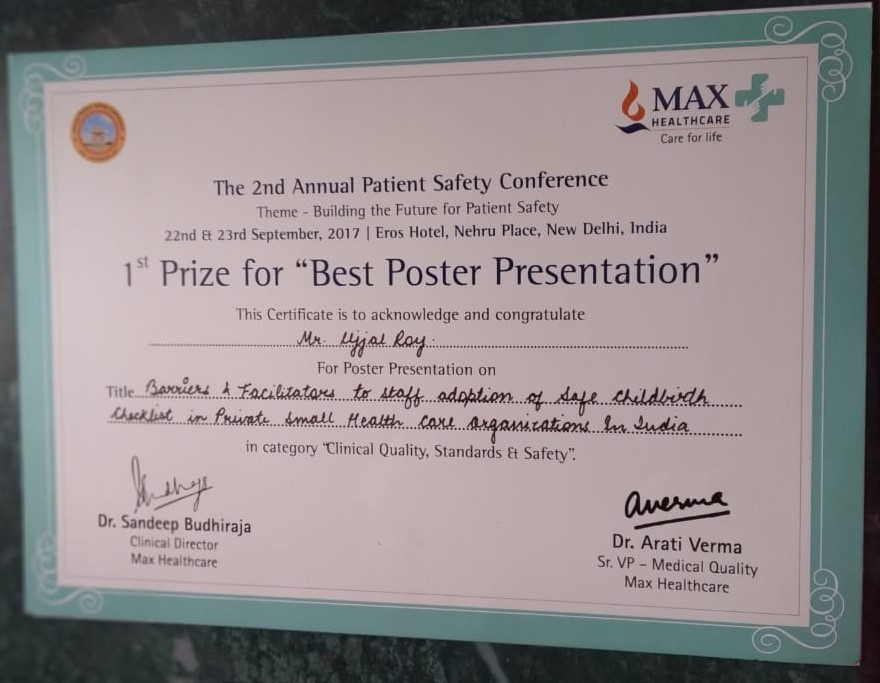 MAX
HEALTHCARE
Care for life
The 2nd Annual Patient Safety Conference
Theme - Building the Future for Patient Safety
22nd & 23rd September, 2017 | Eros Hotel, Nehru Place, New Delhi, India
1st Prize for “Best Poster Presentation”
This Certificate is to acknowledge and congratulate
Mr. Ujjal Roy.
For Poster Presentation on
Title Barriers & Facilitators to staff adoption of Safe childbirth
Checklist in Private small Health care organisations In India
in category “Clinical Quality, Standards & Safety”.
Dr. Sandeep Budhiraja
Clinical Director
Max Healthcare
averma
Dr. Arati Verma
Sr. VP – Medical Quality
Max Healthcare